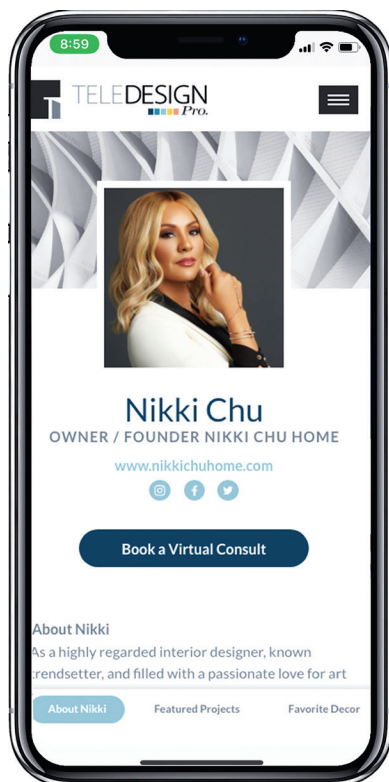 8:59
TELEDESIGN
Pro.
Nikki Chu
OWNER / FOUNDER NIKKI CHU HOME
www.nikkichuhome.com
Book a Virtual Consult
About Nikki
As a highly regarded interior designer, known
trendsetter, and filled with a passionate love for art
About Nikki Featured Projects Favorite Decor